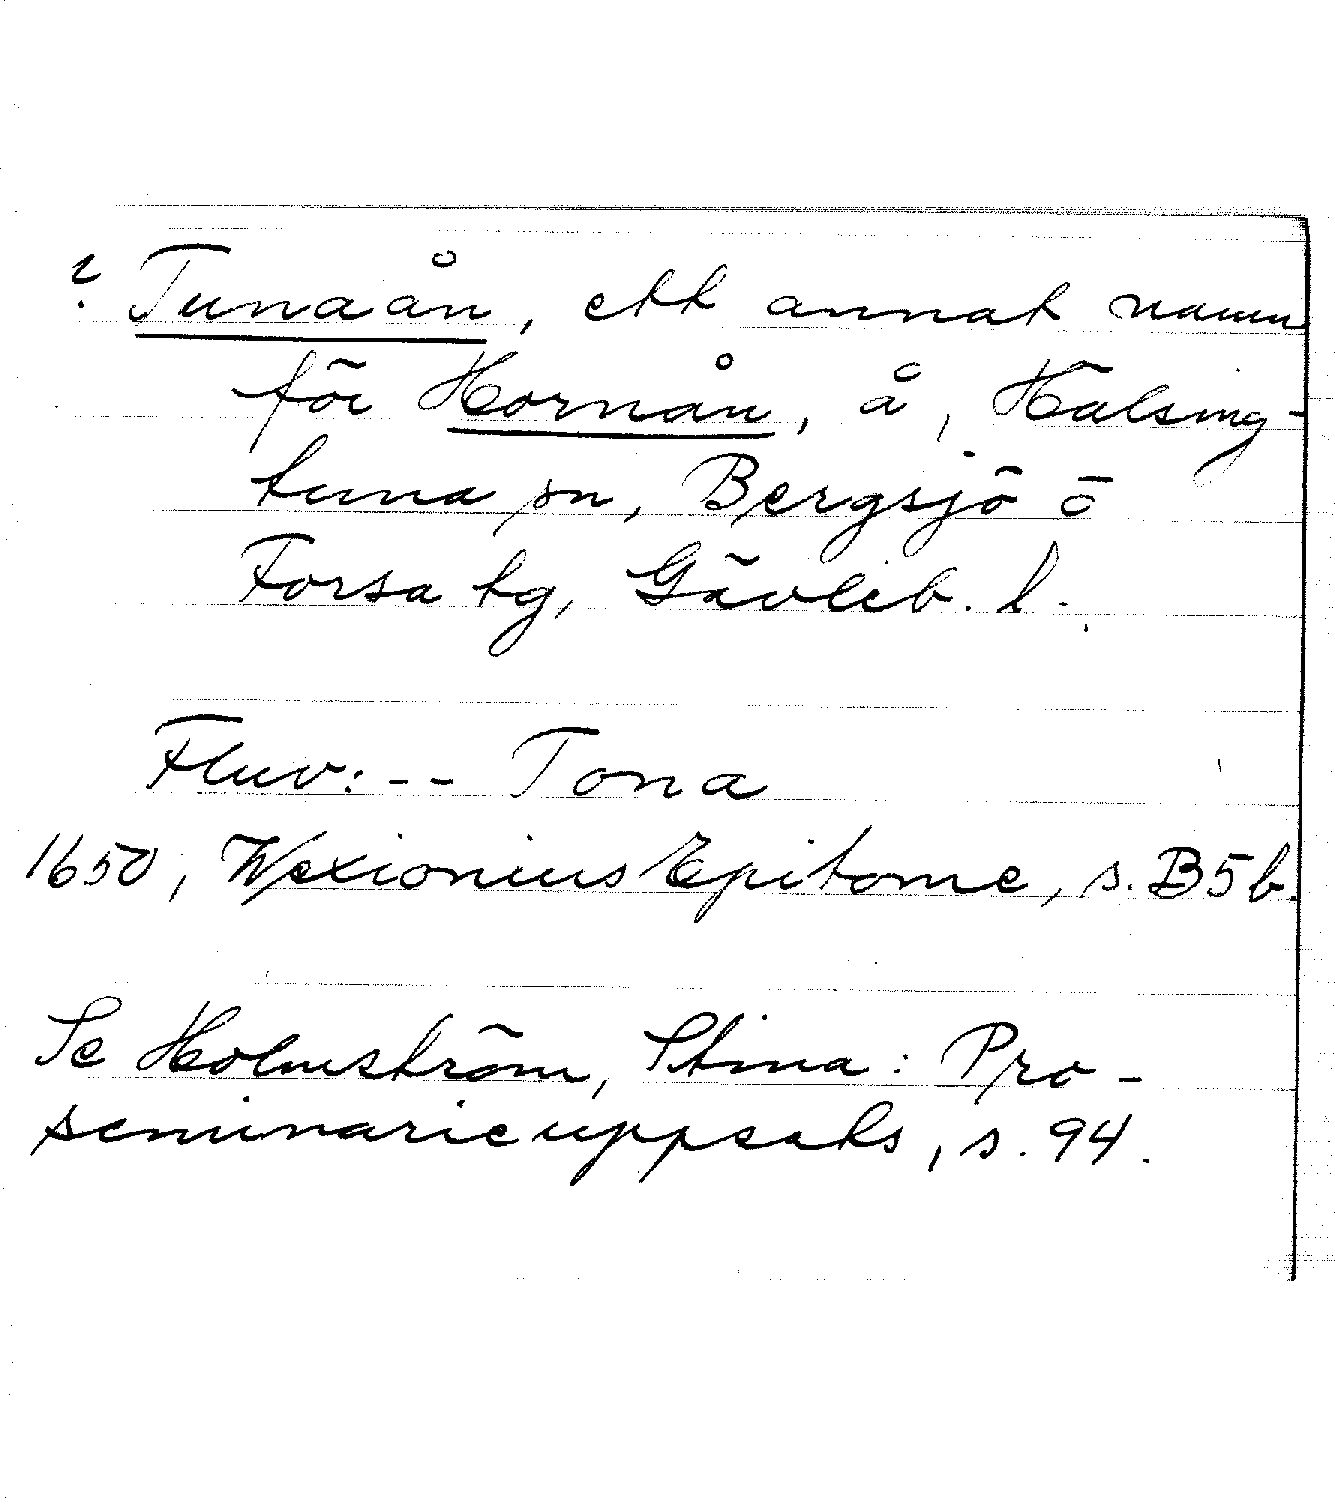 ? Tunaån, ett annat namn
för Hornån, å, Hälsing-
tuna sn, Bergsjö o
Forsa tg, Gävleb. l.
Fluv: -- Tona
1650, Wexionius Epitome, s. B5b.
Se Holmström, Stina: Pro-
seminarieuppsats, s. 94.